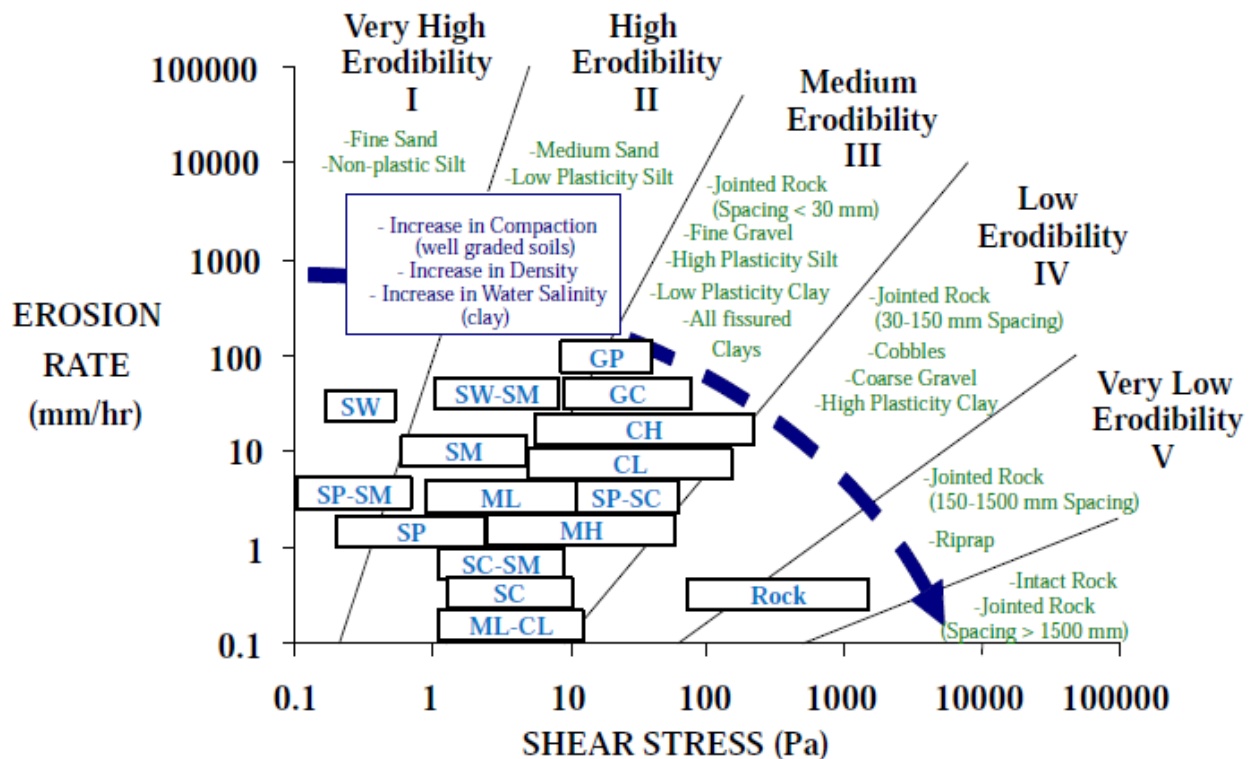 Very High
Erodibility
I
High
Erodibility
II
Medium
Erodibility
III
Low
Erodibility
IV
Very Low
Erodibility
V
-Fine Sand
-Non-plastic Silt
-Medium Sand
-Low Plasticity Silt
-Jointed Rock
(Spacing < 30 mm)
-Fine Gravel
-High Plasticity Silt
-Low Plasticity Clay
-All fissured
Clays
-Jointed Rock
(30-150 mm Spacing)
-Cobbles
-Coarse Gravel
-High Plasticity Clay
-Jointed Rock
(150-1500 mm Spacing)
-Riprap
-Intact Rock
-Jointed Rock
(Spacing > 1500 mm)
- Increase in Compaction
(well graded soils)
- Increase in Density
- Increase in Water Salinity
(clay)
EROSION
RATE
(mm/hr)
100000
10000
1000
100
10
1
0.1
GP
SW
SW-SM
GC
CH
SM
CL
SP-SM
ML
SP-SC
SP
MH
SC-SM
SC
Rock
ML-CL
0.1
1
10
100
1000
10000
100000
SHEAR STRESS (Pa)